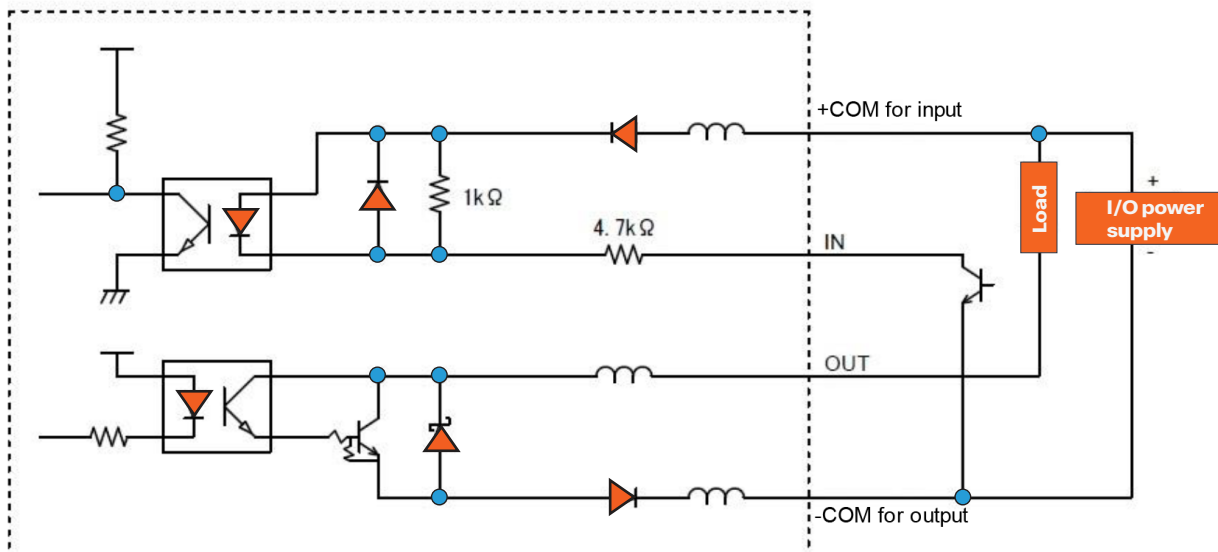 +COM for input
+
Load
I/O power
supply
-
1kΩ
4. 7kΩ
IN
OUT
-COM for output